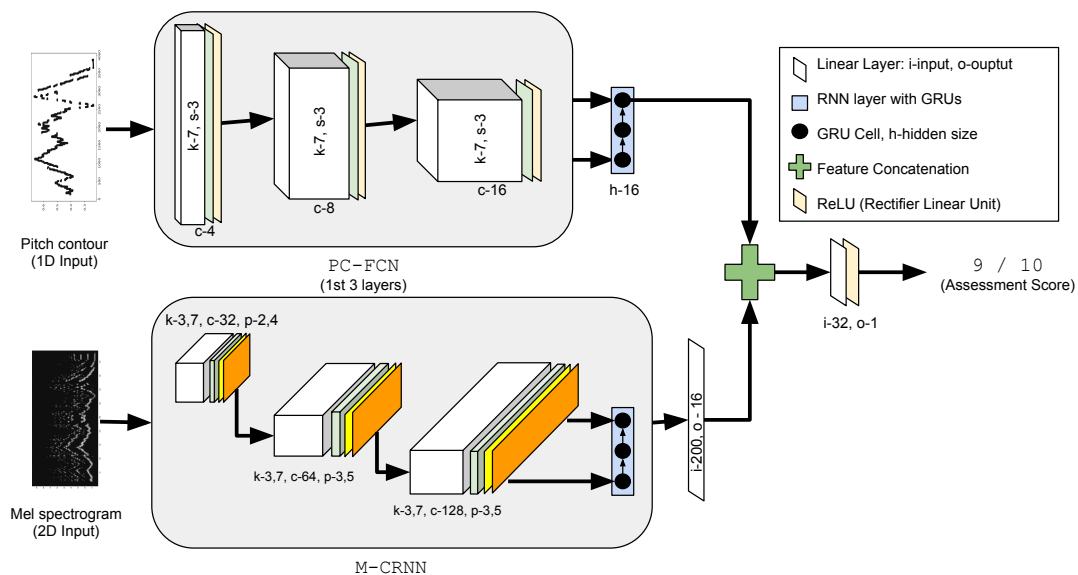 k-7, s-3
c-4
k-7, s-3
c-8
k-7, s-3
c-16
h-16
Pitch contour
(1D Input)
PC-FCN
(1st 3 layers)
Linear Layer: i-input, o-ouptut
RNN layer with GRUs
GRU Cell, h-hidden size
Feature Concatenation
ReLU (Rectifier Linear Unit)
9 / 10
(Assessment Score)
i-32, o-1
k-3,7, c-32, p-2,4
k-3,7, c-64, p-3,5
k-3,7, c-128, p-3,5
i-200, o - 16
Mel spectrogram
(2D Input)
M-CRNN